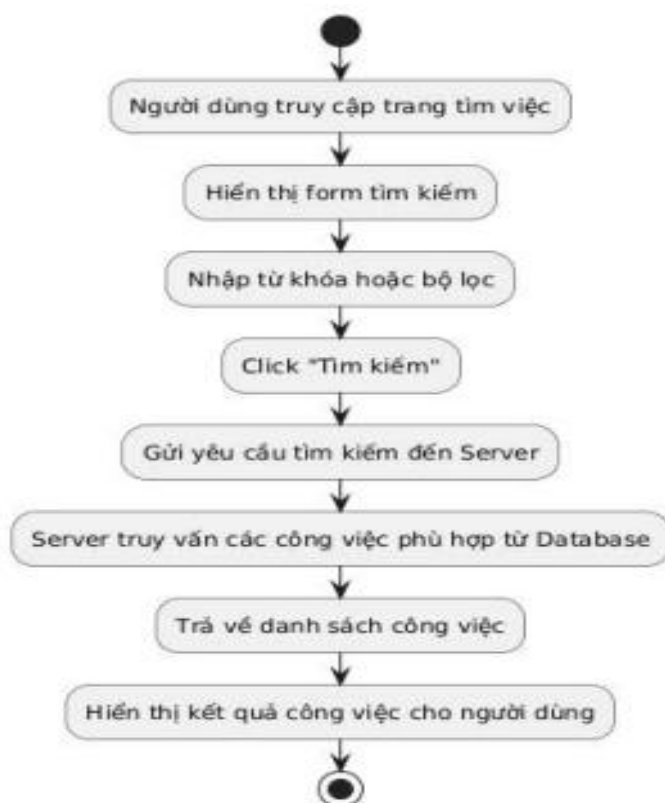 Người dùng truy cập trang tìm việc
Hiển thị form tìm kiếm
Nhập từ khóa hoặc bộ lọc
Click "Tìm kiếm"
Gửi yêu cầu tìm kiếm đến Server
Server truy vấn các công việc phù hợp từ Database
Trả về danh sách công việc
Hiển thị kết quả công việc cho người dùng